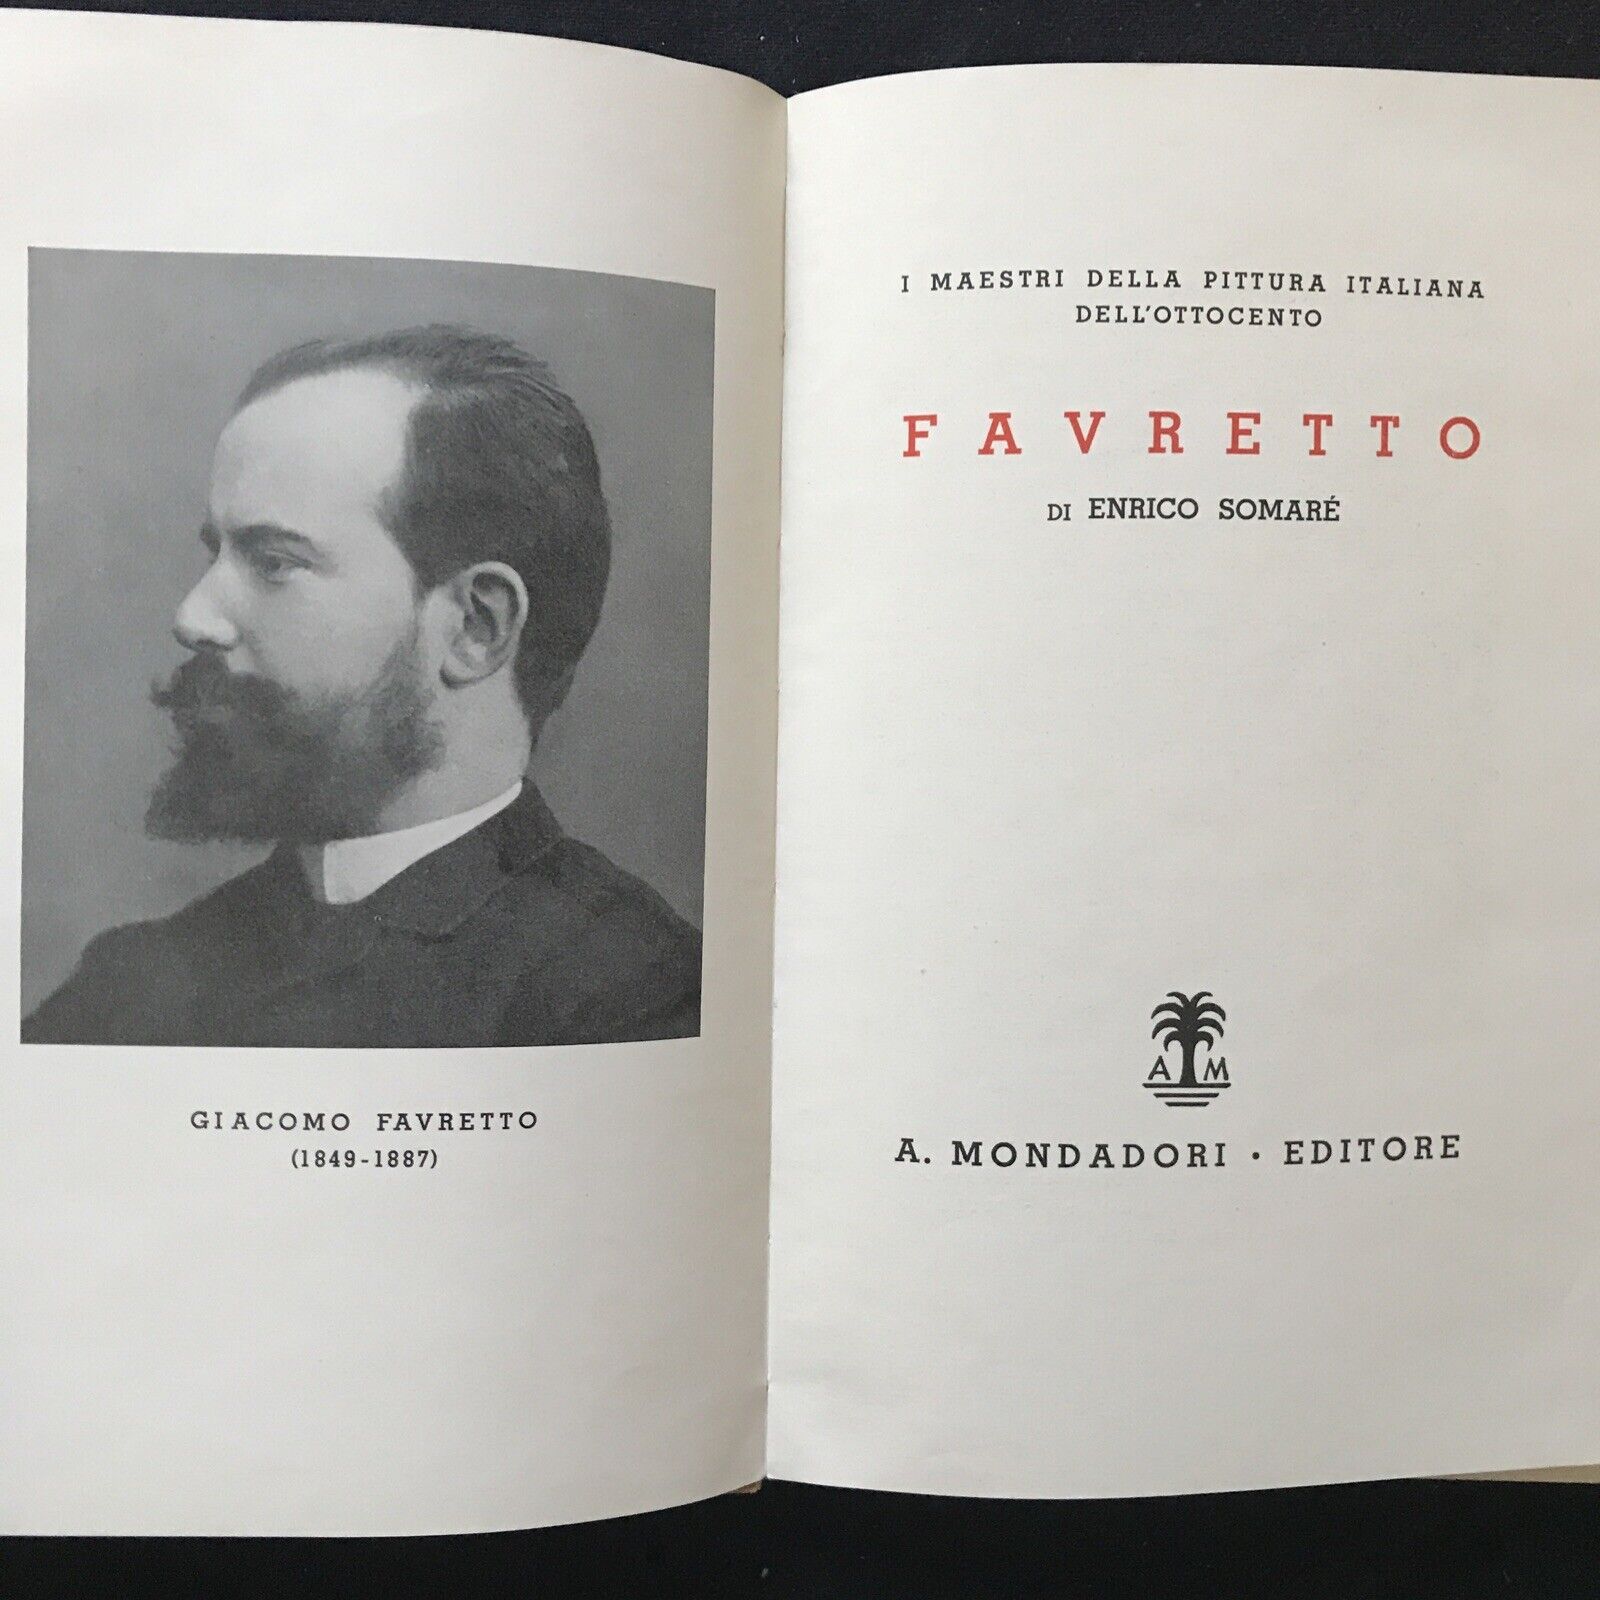 GIACOMO FAVRETTO
(1849-1887)
I MAESTRI DELLA PITTURA ITALIANA
DELL'OTTOCENTO
FAVRETTO
DI ENRICO SOMARÉ
A M
A. MONDADORI • EDITORE